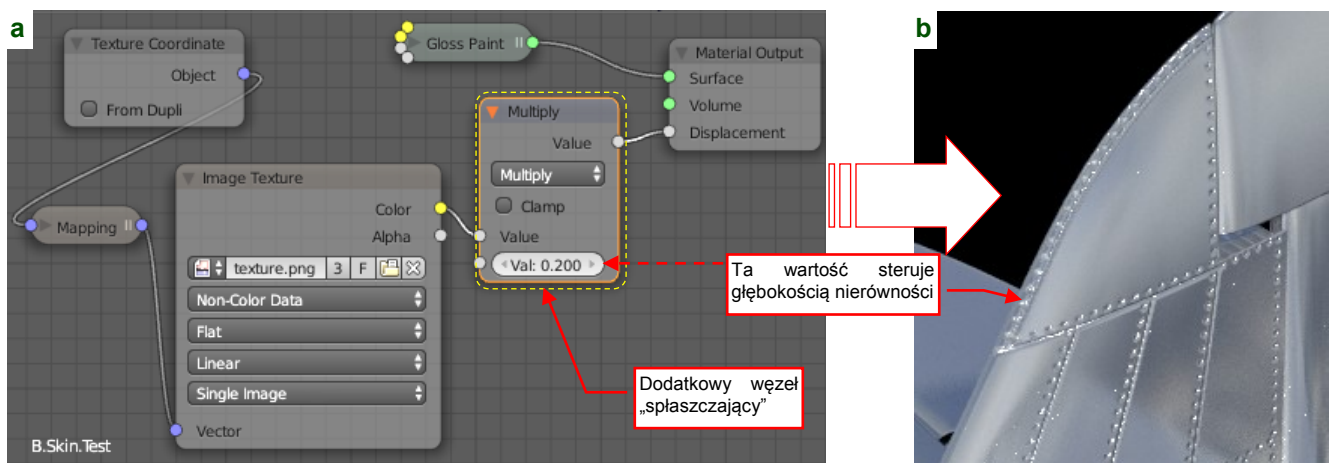 a
Texture Coordinate
Object
From Dupli
Gloss Paint
Material Output
Surface
Volume
Displacement
Multiply
Value
Multiply
Clamp
Value
Val: 0.200
Image Texture
Color
Alpha
texture.png 3 F
Non-Color Data
Flat
Linear
Single Image
Vector
Mapping
B.Skin.Test
Dodatkowy węzeł
„spłaszczający”
Ta wartość steruje
głębokością nierówności
b